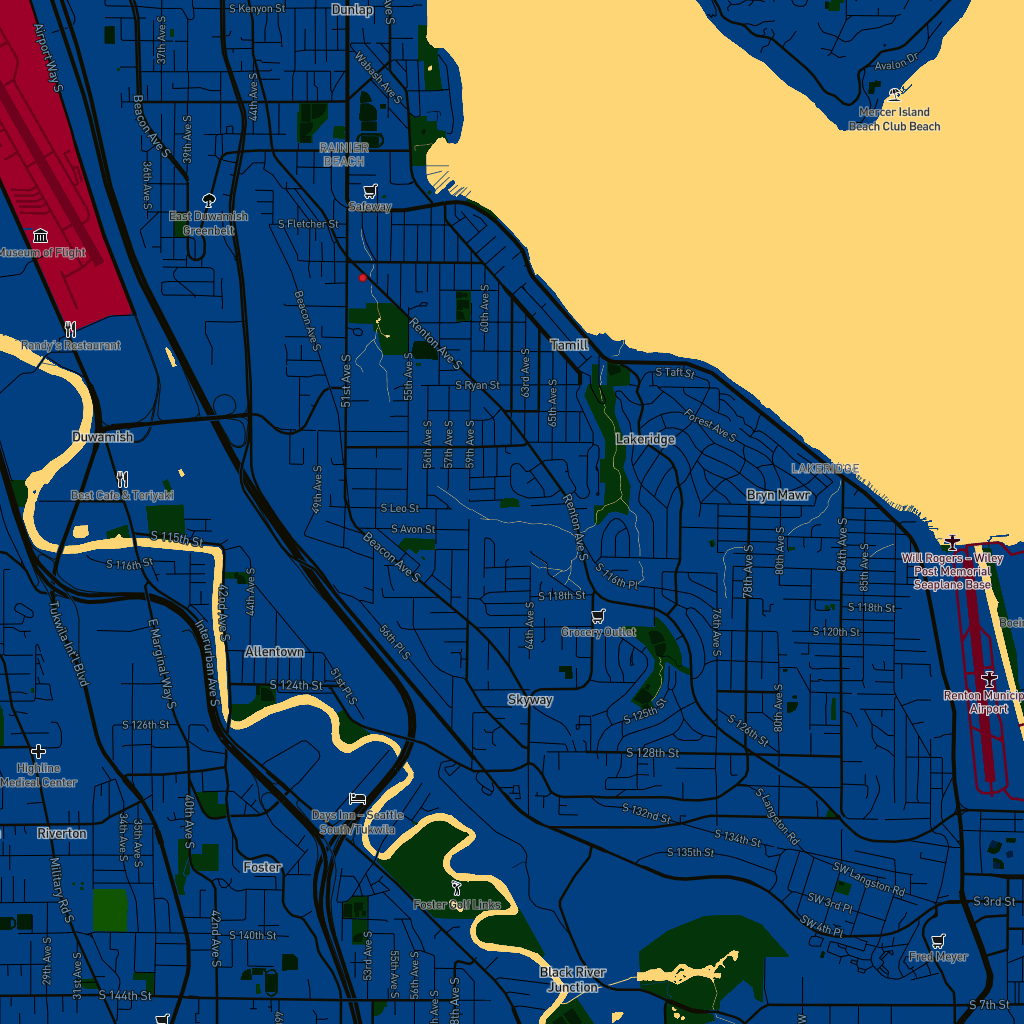 S Kenyon St
Dunlap
Ave S
37th Ave S
Airport Way S
44th Ave S
Wabash Ave S
Avalon Dr
Mercer Island
Beach Club Beach
Beacon Ave S
39th Ave S
RAINIER
BEACH
36th Ave S
Safeway
East Duwamish
Greenbelt
S Fletcher St
Museum of Flight
Beacon Ave S
60th Ave S
Renton Ave S
Randy's Restaurant
Tamill
51st Ave S
55th Ave S
63rd Ave S
S Taft St
S Ryan St
65th Ave S
Forest Ave S
Duwamish
56th Ave S
57th Ave S
59th Ave S
Lakeridge
LAKERIDGE
49th Ave S
Best Cafe & Teriyaki
Bryn Mawr
S Leo St
Renton Ave S
S Avon St
84th Ave S
80th Ave S
S 115th St
Beacon Ave S
85th Ave S
Will Rogers – Wiley
Post Memorial
Seaplane Base
S 116th St
78th Ave S
S 116th Pl
42nd Ave S
44th Ave S
S 118th St
S 118th St
Tukwila Int'l Blvd
E Marginal Way S
Interurban Ave S
56th Pl S
64th Ave S
Grocery Outlet
76th Ave S
S 120th St
Allentown
51st Pl S
S 124th St
Skyway
80th Ave S
Renton Municip
Airport
S 125th St
S 126th St
S 126th St
Highline
Medical Center
S 128th St
Days Inn – Seattle
South/Tukwila
S Langston Rd
S 132nd St
34th Ave S
35th Ave S
40th Ave S
Riverton
S 134th St
S 135th St
Foster
SW Langston Rd
Military Rd S
Foster Golf Links
SW 3rd Pl
S 3rd St
42nd Ave S
SW 4th Pl
S 140th St
53rd Ave S
55th Ave S
56th Ave S
29th Ave S
31st Ave S
Fred Meyer
Black River
Junction
S 144th St
S 7th St